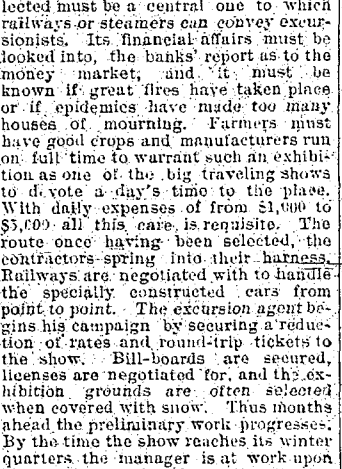 lected must be a central one to which
railways or steamers can convey excur-
sionists. Its financial affairs must be
looked into, the banks' report as to the
money market; and it must be
known if great fires have taken place
or if epidemics have made too many
houses of mourning. Farmers must
have good crops and manufacturers run
on full time to warrant such an exhibi-
tion as one of the big traveling shows
to devote a day's time to the place.
With daily expenses of from $1,000 to
$5,000 all this care is requisite. The
route once having been selected, the
contractors spring into their harness.
Railways are negotiated with to handle
the specially constructed cars from
point to point. The excursion agent be-
gins his campaign by securing a reduc-
tion of rates and round-trip tickets to
the show. Bill-boards are secured,
licenses are negotiated for, and the ex-
hibition grounds are often selected
when covered with snow. Thus months
ahead the preliminary work progresses.
By the time the show reaches its winter
quarters the manager is at work upon